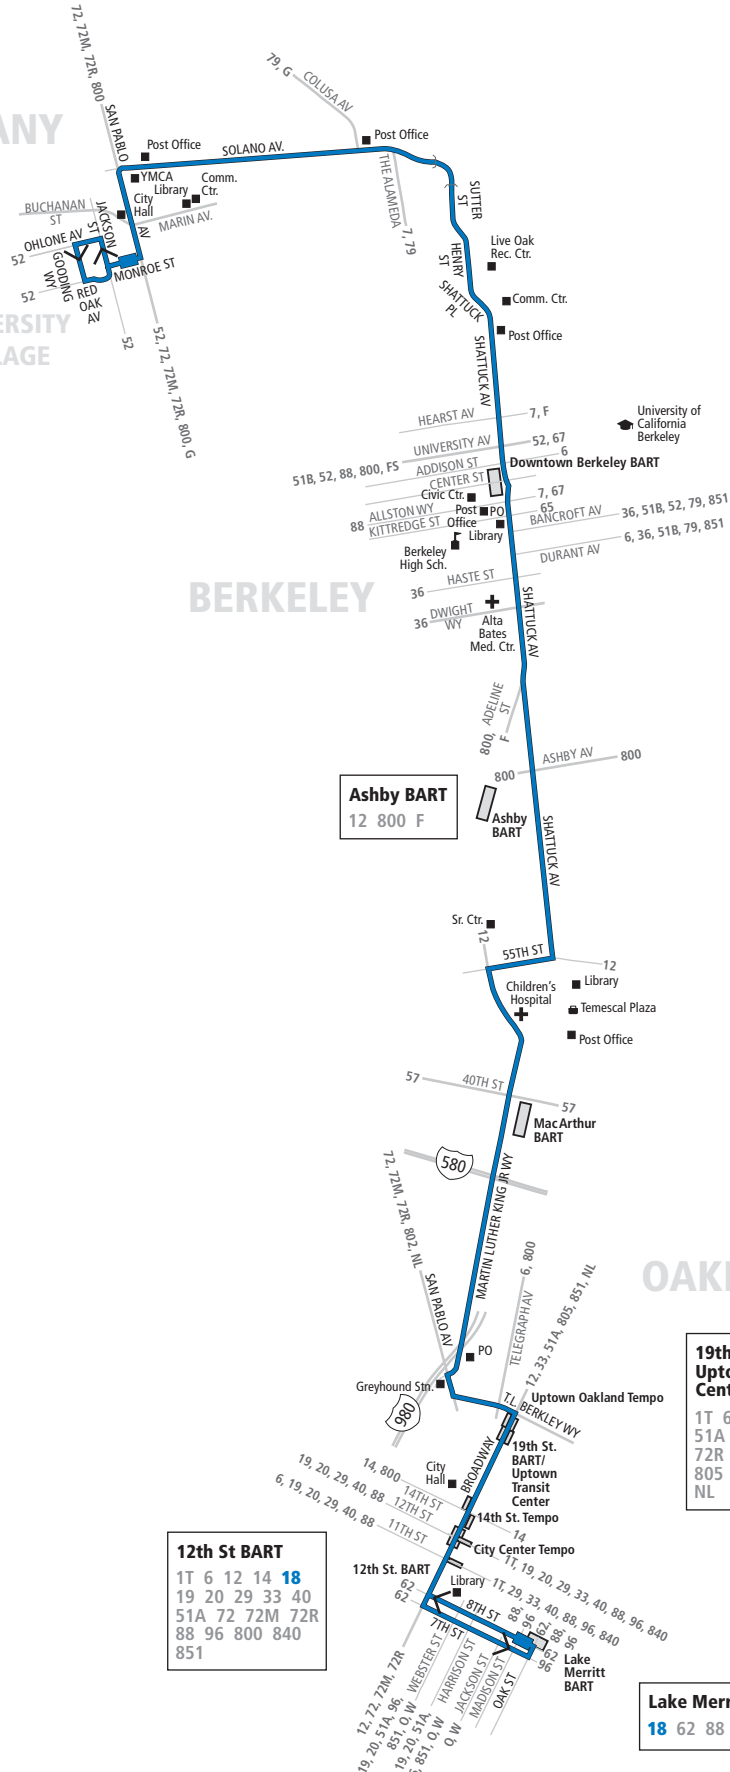 72, 72M, 72R, 800
SAN PABLO
AV
79, G
COLUSA AV
ANY
Post Office
SOLANO AV.
Post Office
YMCA
Library
Comm.
Ctr.
City
Hall
BUCHANAN
ST
JACKSON
ST
MARIN AV.
THE ALAMEDA
7, 79
SUTTER
ST
OHLONE AV
52
GOODING
WY
MONROE ST
52
RED
OAK
AV
52
52, 72, 72M, 72R, 800, G
ERSITY
LAGE
HENRY
ST
Live Oak
Rec. Ctr.
SHATTUCK
PL
Comm. Ctr.
Post Office
SHATTUCK AV
HEARST AV
7, F
University of
California
Berkeley
UNIVERSITY AV
52, 67
51B, 52, 88, 800, FS
ADDISON ST
6
Downtown Berkeley BART
CENTER ST
Civic Ctr.
7, 67
ALLSTON WY
88
Post
Office
PO
65
KITTREDGE ST
Library
BANCROFT AV
36, 51B, 52, 79, 851
Berkeley
High Sch.
DURANT AV
6, 36, 51B, 79, 851
BERKELEY
HASTE ST
36
DWIGHT
WY
36
Alta
Bates
Med. Ctr.
SHATTUCK AV
ADELINE
ST
800,
F
ASHBY AV
800
800
Ashby BART
12 800 F
Ashby
BART
SHATTUCK AV
Sr. Ctr.
12
55TH ST
12
Library
Children's
Hospital
Temescal Plaza
Post Office
57
40TH ST
57
MacArthur
BART
580
72, 72M, 72R, 802, NL
SAN PABLO AV
MARTIN LUTHER KING JR WY
6, 800
TELEGRAPH AV
12, 33, 51A, 805, 851, NL
OAK
PO
Greyhound Stn.
980
T.L. BERKLEY WY
Uptown Oakland Tempo
19th
Upto
Cent
1T 6
51A
72R
805
NL
BROADWAY
19th St.
BART/
Uptown
Transit
Center
City
Hall
14, 800
14TH ST
14
19, 20, 29, 40, 88
12TH ST
14th St. Tempo
6, 19, 20, 29, 40, 88
11TH ST
City Center Tempo
1T, 19, 20, 29, 33, 40, 88, 96, 840
12th St BART
1T 6 12 14 18
19 20 29 33 40
51A 72 72M 72R
88 96 800 840
851
12th St. BART
1T, 29, 33, 40, 88, 96, 840
62
62
Library
8TH ST
7TH ST
88,
96
62,
88,
96
62
96
Lake
Merritt
BART
12, 72, 72M, 72R
WEBSTER ST
19, 20, 51A, 96,
851, O, W
HARRISON ST
19, 20, 51A,
851, O, W
JACKSON ST
O, W
MADISON ST
OAK ST
Lake Merr
18 62 88